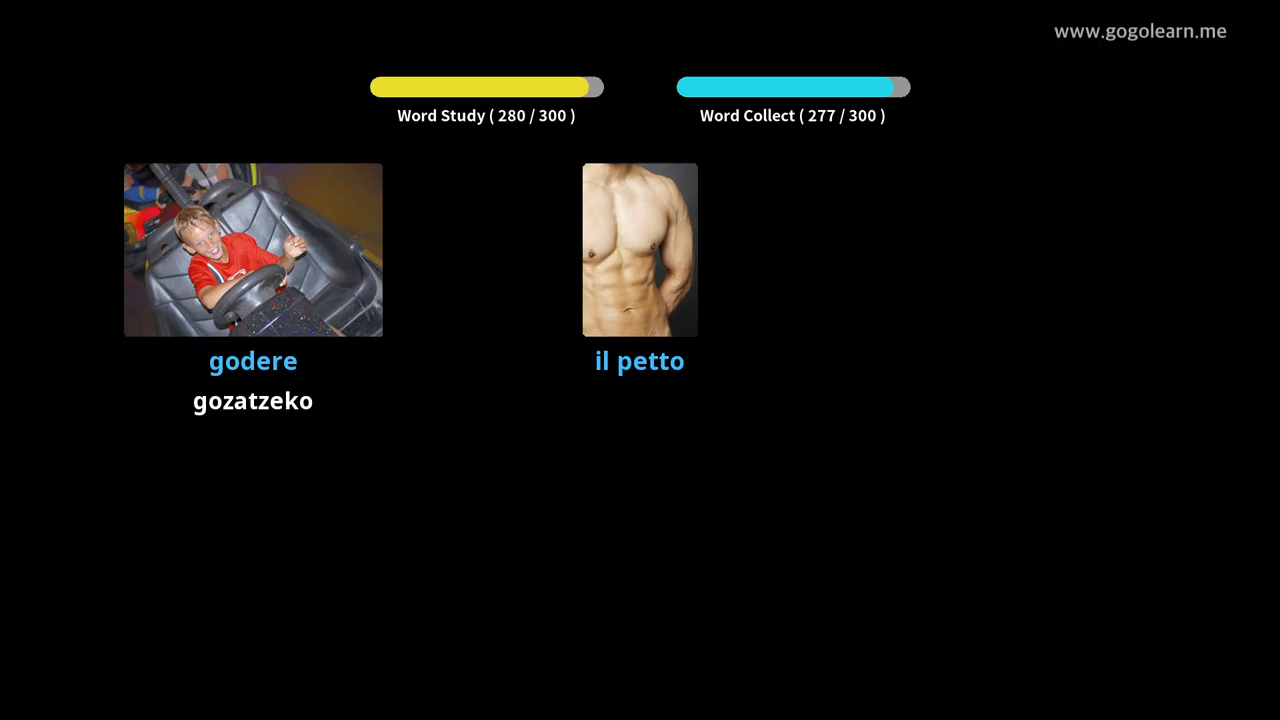 www.gogolearn.me
Word Study ( 280 / 300 )
Word Collect ( 277 / 300 )
godere
il petto
gozatzeko